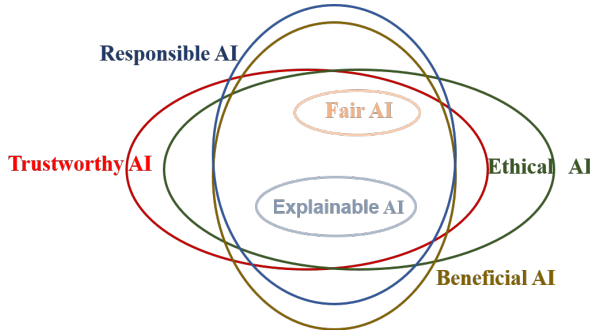 Responsible AI
Fair AI
Trustworthy AI
Ethical AI
Explainable AI
Beneficial AI